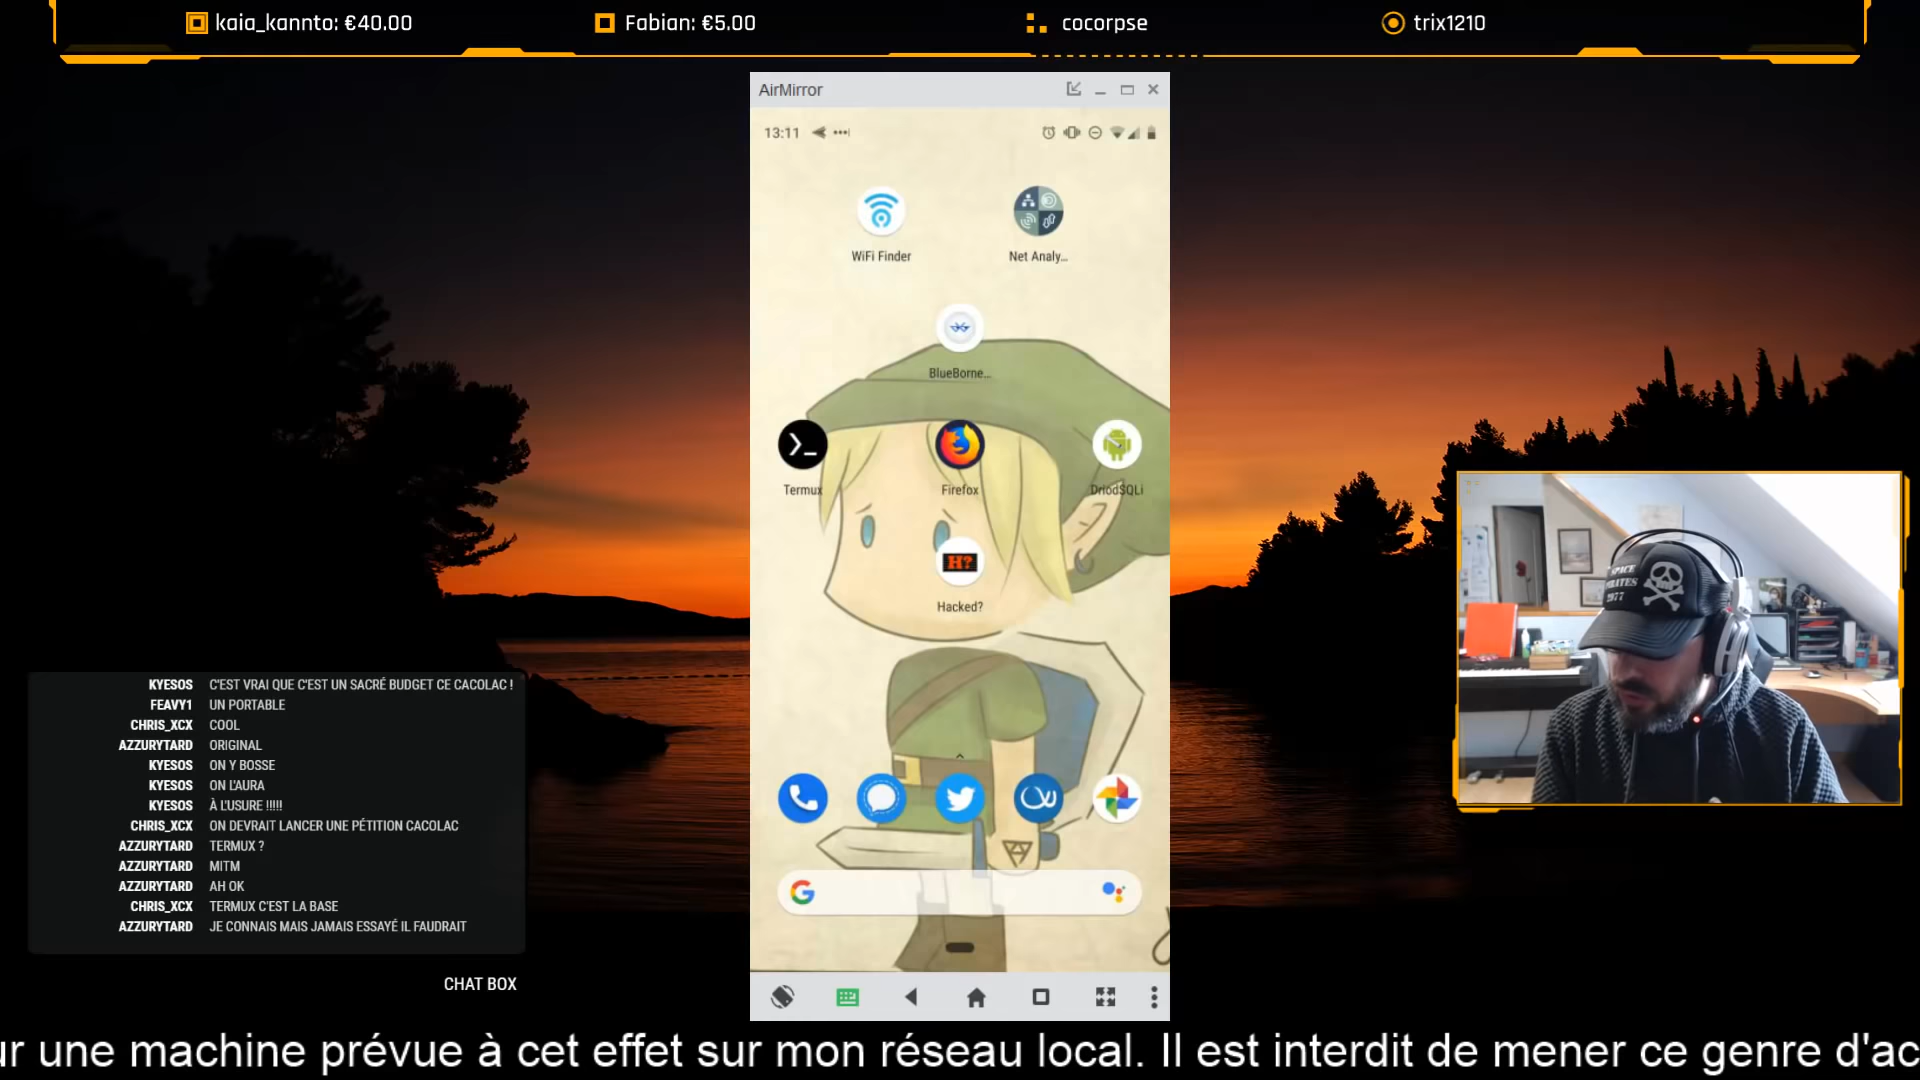 kaia_kannto: €40.00
Fabian: €5.00
cocorpse
trix1210
AirMirror
13:11
WiFi Finder
Net Analy...
BlueBorne...
Termux
Firefox
DriodSQLi
H?
Hacked?
SPACE
PIRATES
2977
KYESOS C'EST VRAI QUE C'EST UN SACRÉ BUDGET CE CACOLAC !
FEAVY1 UN PORTABLE
CHRIS_XCX COOL
AZZURYTARD ORIGINAL
KYESOS ON Y BOSSE
KYESOS ON L'AURA
KYESOS À L'USURE !!!!!
CHRIS_XCX ON DEVRAIT LANCER UNE PÉTITION CACOLAC
AZZURYTARD TERMUX ?
AZZURYTARD MITM
AZZURYTARD AH OK
CHRIS_XCX TERMUX C'EST LA BASE
AZZURYTARD JE CONNAIS MAIS JAMAIS ESSAYÉ IL FAUDRAIT
CHAT BOX
ur une machine prévue à cet effet sur mon réseau local. Il est interdit de mener ce genre d'ac